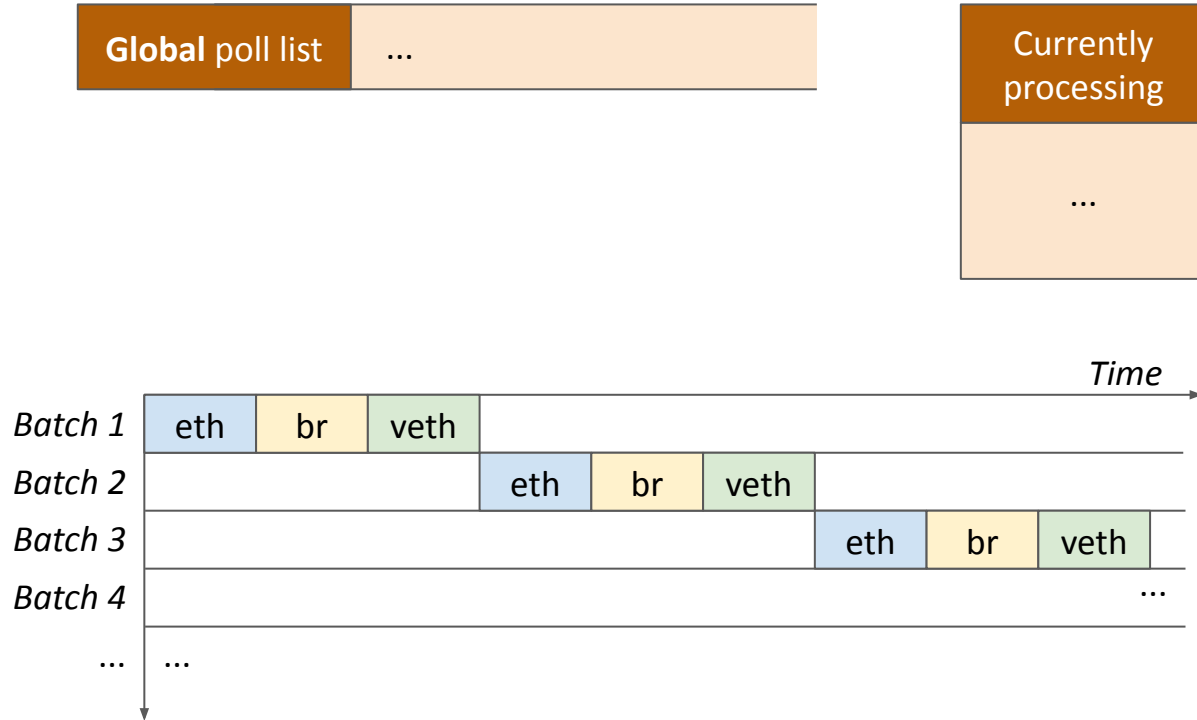 Global poll list
...
Currently
processing
...
Time
Batch 1
eth br veth
Batch 2
eth br veth
Batch 3
eth br veth
Batch 4
...
... ...